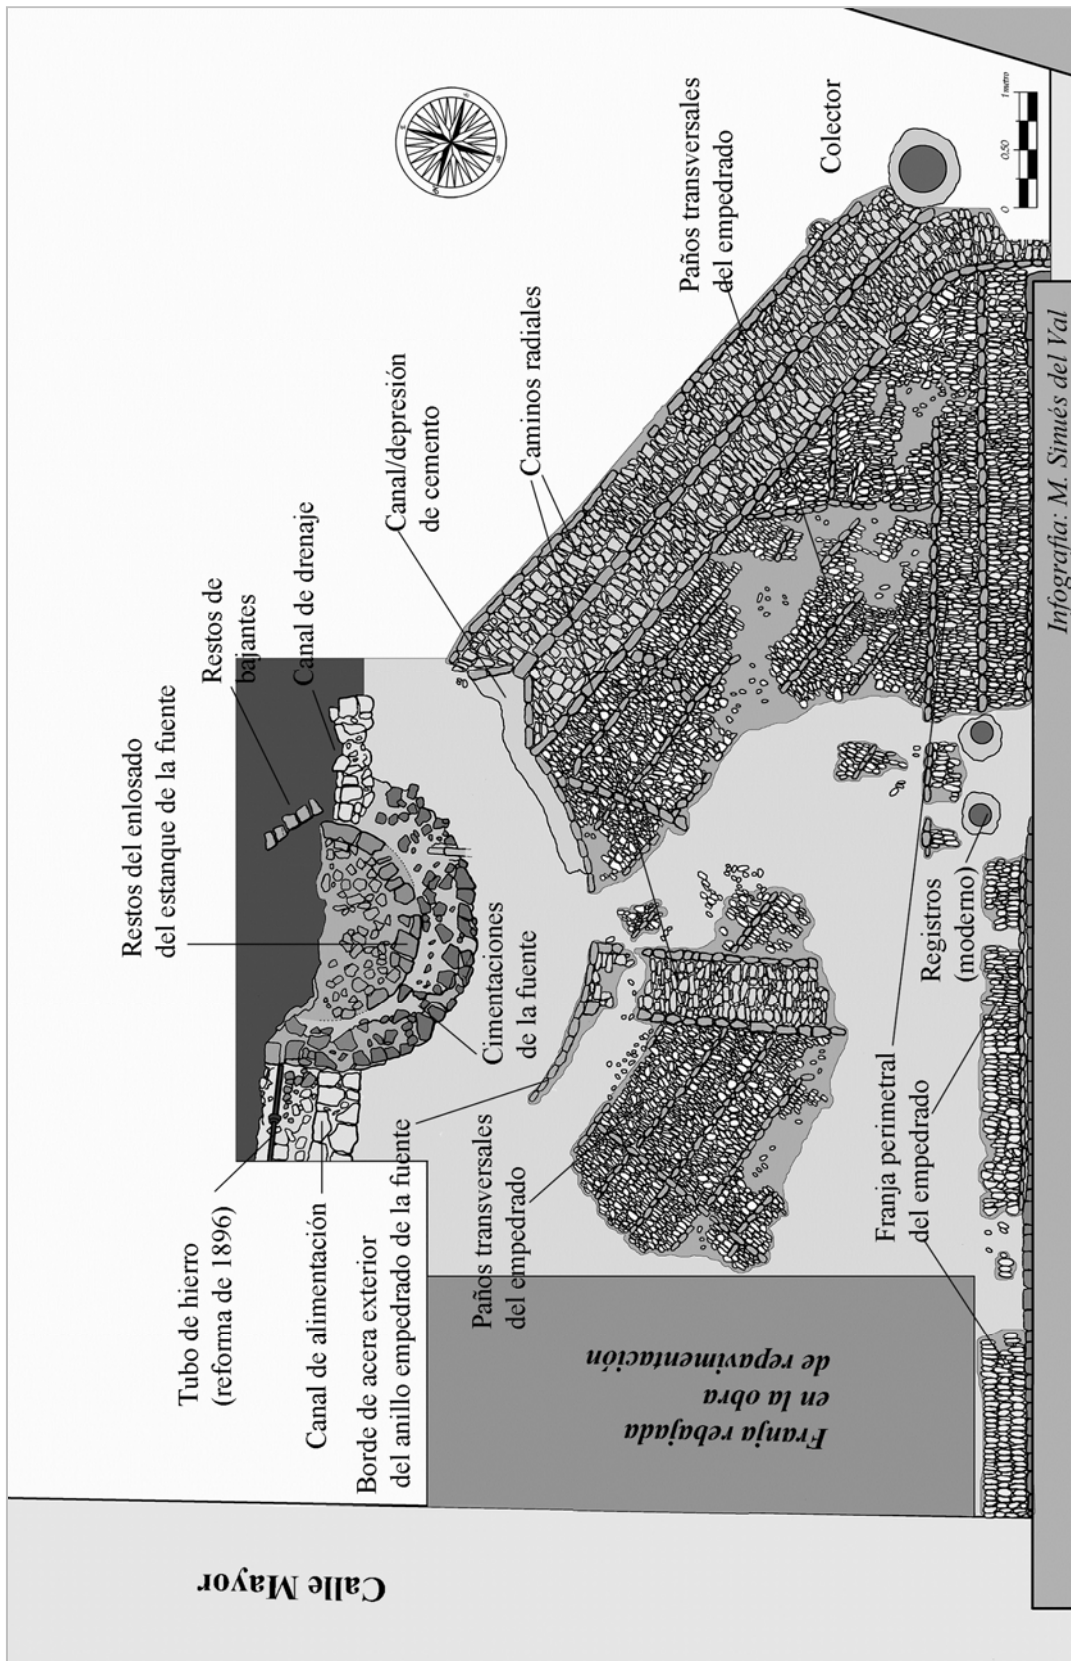 Calle Mayor
Tubo de hierro
(reforma de 1896)
Canal de alimentación
Borde de acera exterior
del anillo empedrado de la fuente
Restos del enlosado
del estanque de la fuente
Restos de
bajantes
Canal de drenaje
Cimentaciones
de la fuente
Canal/depresión
de cemento
Caminos radiales
Paños transversales
del empedrado
Paños transversales
del empedrado
Franja rebajada
en la obra
de repavimentación
Franja perimetral
del empedrado
Registros
(moderno)
Colector
0 0,50 1 metro
Infografía: M. Sinués del Val